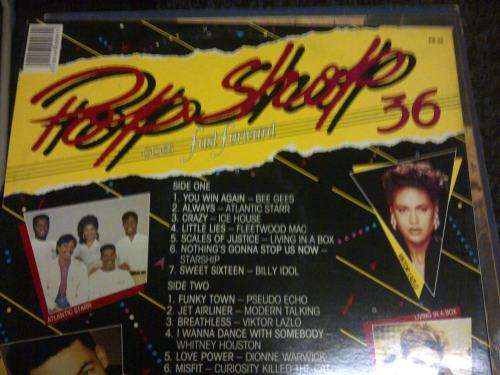 Pop Shop
36
fast forward
SIDE ONE
1. YOU WIN AGAIN – BEE GEES
2. ALWAYS – ATLANTIC STARR
3. CRAZY – ICE HOUSE
4. LITTLE LIES – FLEETWOOD MAC
5. SCALES OF JUSTICE – LIVING IN A BOX
6. NOTHING'S GONNA STOP US NOW –
STARSHIP
7. SWEET SIXTEEN – BILLY IDOL
ATLANTIC STARR
SIDE TWO
1. FUNKY TOWN – PSEUDO ECHO
2. JET AIRLINER – MODERN TALKING
3. BREATHLESS – VIKTOR LAZLO
4. I WANNA DANCE WITH SOMEBODY –
WHITNEY HOUSTON
5. LOVE POWER – DIONNE WARWICK
6. MISFIT – CURIOSITY KILLED THE CAT
LIVING IN A BOX